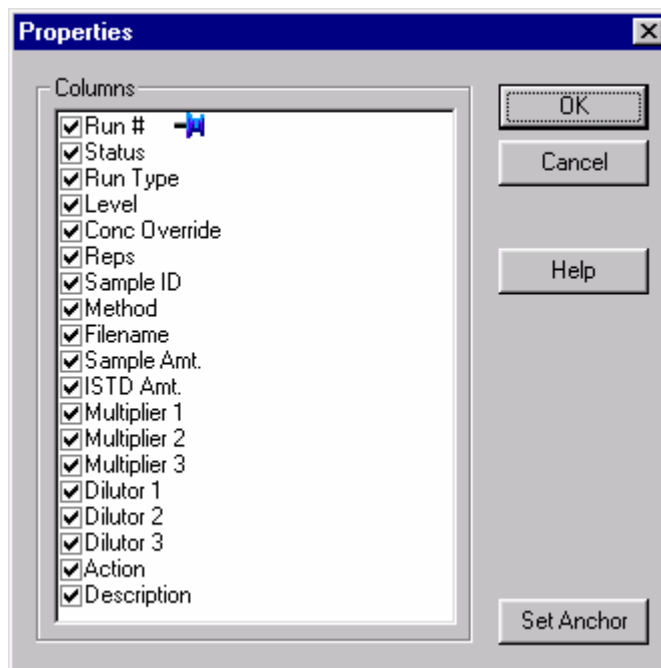 Properties
Columns
Run #
Status
Run Type
Level
Conc Override
Reps
Sample ID
Method
Filename
Sample Amt.
ISTD Amt.
Multiplier 1
Multiplier 2
Multiplier 3
Dilutor 1
Dilutor 2
Dilutor 3
Action
Description
OK
Cancel
Help
Set Anchor